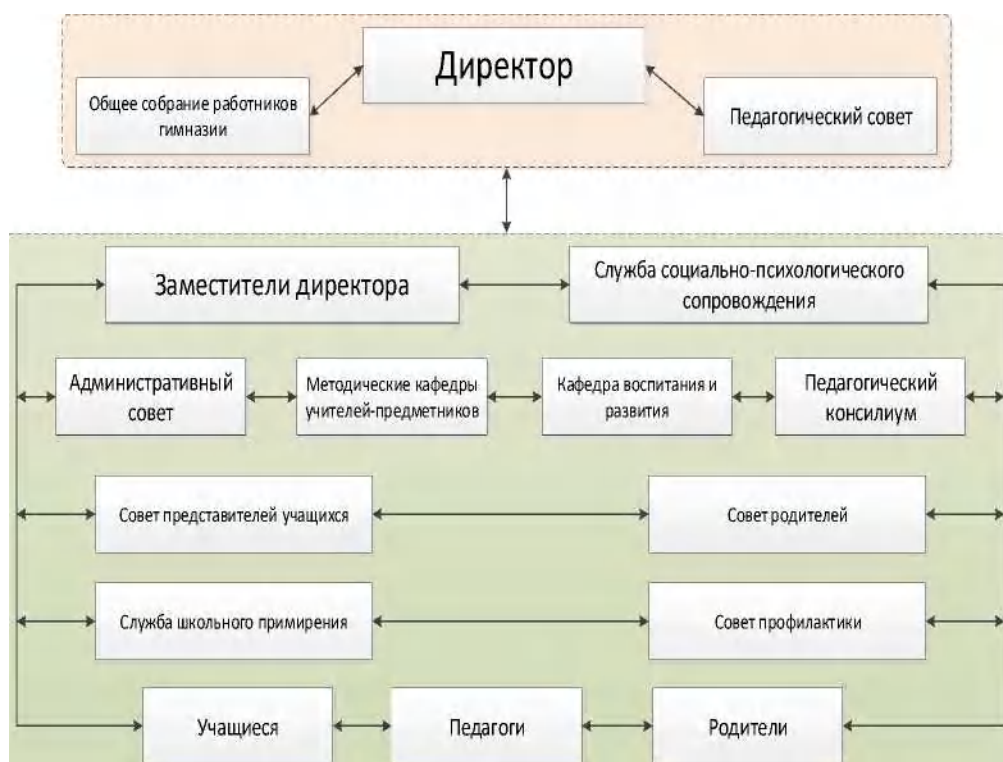 Директор
Общее собрание работников
гимназии
Педагогический совет
Заместители директора
Служба социально-психологического
сопровождения
Административный
совет
Методические кафедры
учителей-предметников
Кафедра воспитания и
развития
Педагогический
консилиум
Совет представителей учащихся
Совет родителей
Служба школьного примирения
Совет профилактики
Учащиеся
Педагоги
Родители